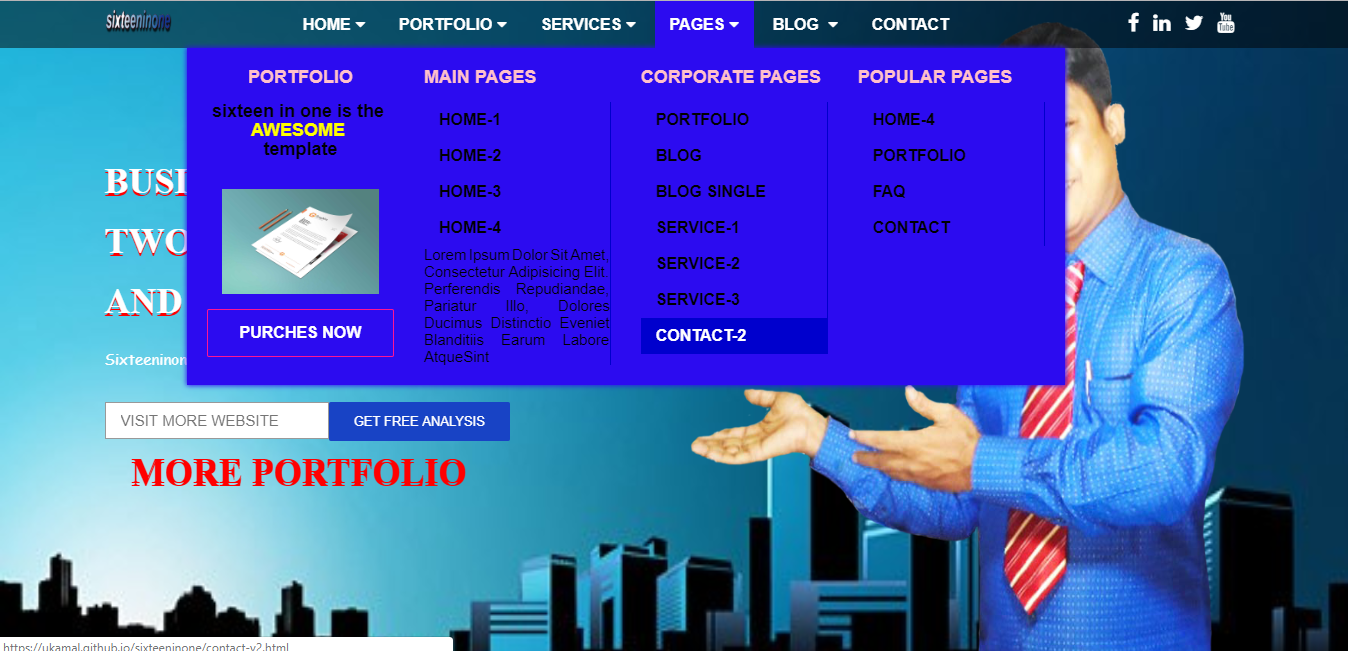 sixteeninone
HOME PORTFOLIO SERVICES PAGES BLOG CONTACT
You
Tube
PORTFOLIO
sixteen in one is the
AWESOME
template
PURCHES NOW
MAIN PAGES
HOME-1
HOME-2
HOME-3
HOME-4
Lorem Ipsum Dolor Sit Amet,
Consectetur Adipisicing Elit.
Perferendis Repudiandae,
Pariatur Illo, Dolores
Ducimus Distinctio Eveniet
Blanditiis Earum Labore
AtqueSint
CORPORATE PAGES
PORTFOLIO
BLOG
BLOG SINGLE
SERVICE-1
SERVICE-2
SERVICE-3
CONTACT-2
POPULAR PAGES
HOME-4
PORTFOLIO
FAQ
CONTACT
BUSI
TWO
AND
Sixteeninon
VISIT MORE WEBSITE
GET FREE ANALYSIS
MORE PORTFOLIO
https://ukamal.github.io/sixteeninone/contact-v2.html